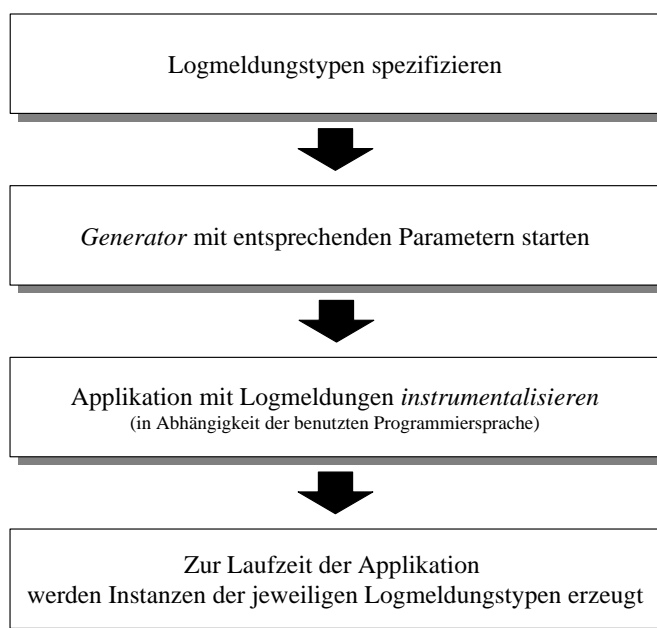 Logmeldungstypen spezifizieren
Generator mit entsprechenden Parametern starten
Applikation mit Logmeldungen instrumentalisieren
(in Abhängigkeit der benutzten Programmiersprache)
Zur Laufzeit der Applikation
werden Instanzen der jeweiligen Logmeldungstypen erzeugt